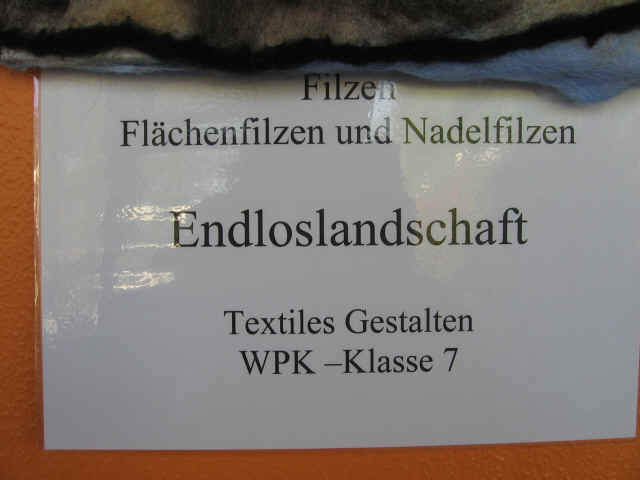 Filzen
Flächenfilzen und Nadelfilzen
Endloslandschaft
Textiles Gestalten
WPK –Klasse 7